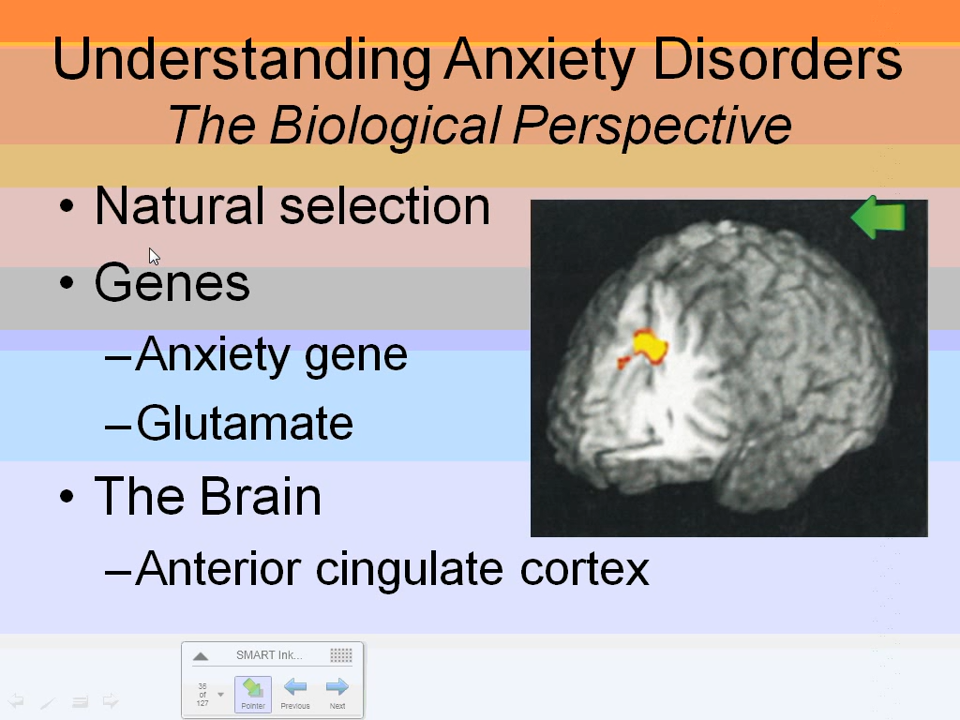 Understanding Anxiety Disorders
The Biological Perspective
• Natural selection
• Genes
–Anxiety gene
–Glutamate
• The Brain
–Anterior cingulate cortex
SMART Ink...
36
of
127
Pointer Previous Next